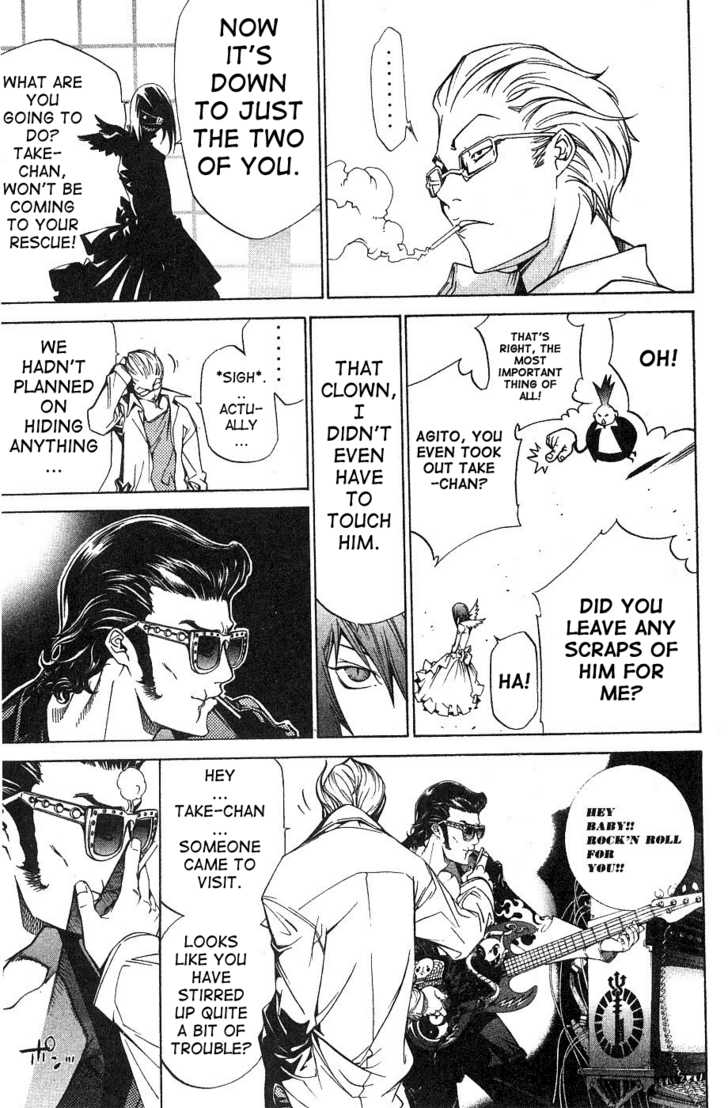 .......
NOW
IT'S
DOWN
TO JUST
THE TWO
OF YOU.
WHAT ARE
YOU
GOING TO
DO?
TAKE-
CHAN,
WON'T BE
COMING
TO YOUR
RESCUE!
OH!
THAT'S
RIGHT, THE
MOST
IMPORTANT
THING OF
ALL!
AGITO, YOU
EVEN TOOK
OUT TAKE
-CHAN?
DID YOU
LEAVE ANY
SCRAPS OF
HIM FOR
ME?
HA!
THAT
CLOWN,
I
DIDN'T
EVEN
HAVE
TO
TOUCH
HIM.
......
*SIGH*.
..
ACTU-
ALLY
...
WE
HADN'T
PLANNED
ON
HIDING
ANYTHING
...
HEY
BABY!!
ROCK'N ROLL
FOR
YOU!!
HEY
...
TAKE-CHAN
...
SOMEONE
CAME TO
VISIT.
LOOKS
LIKE YOU
HAVE
STIRRED
UP QUITE
A BIT OF
TROUBLE?